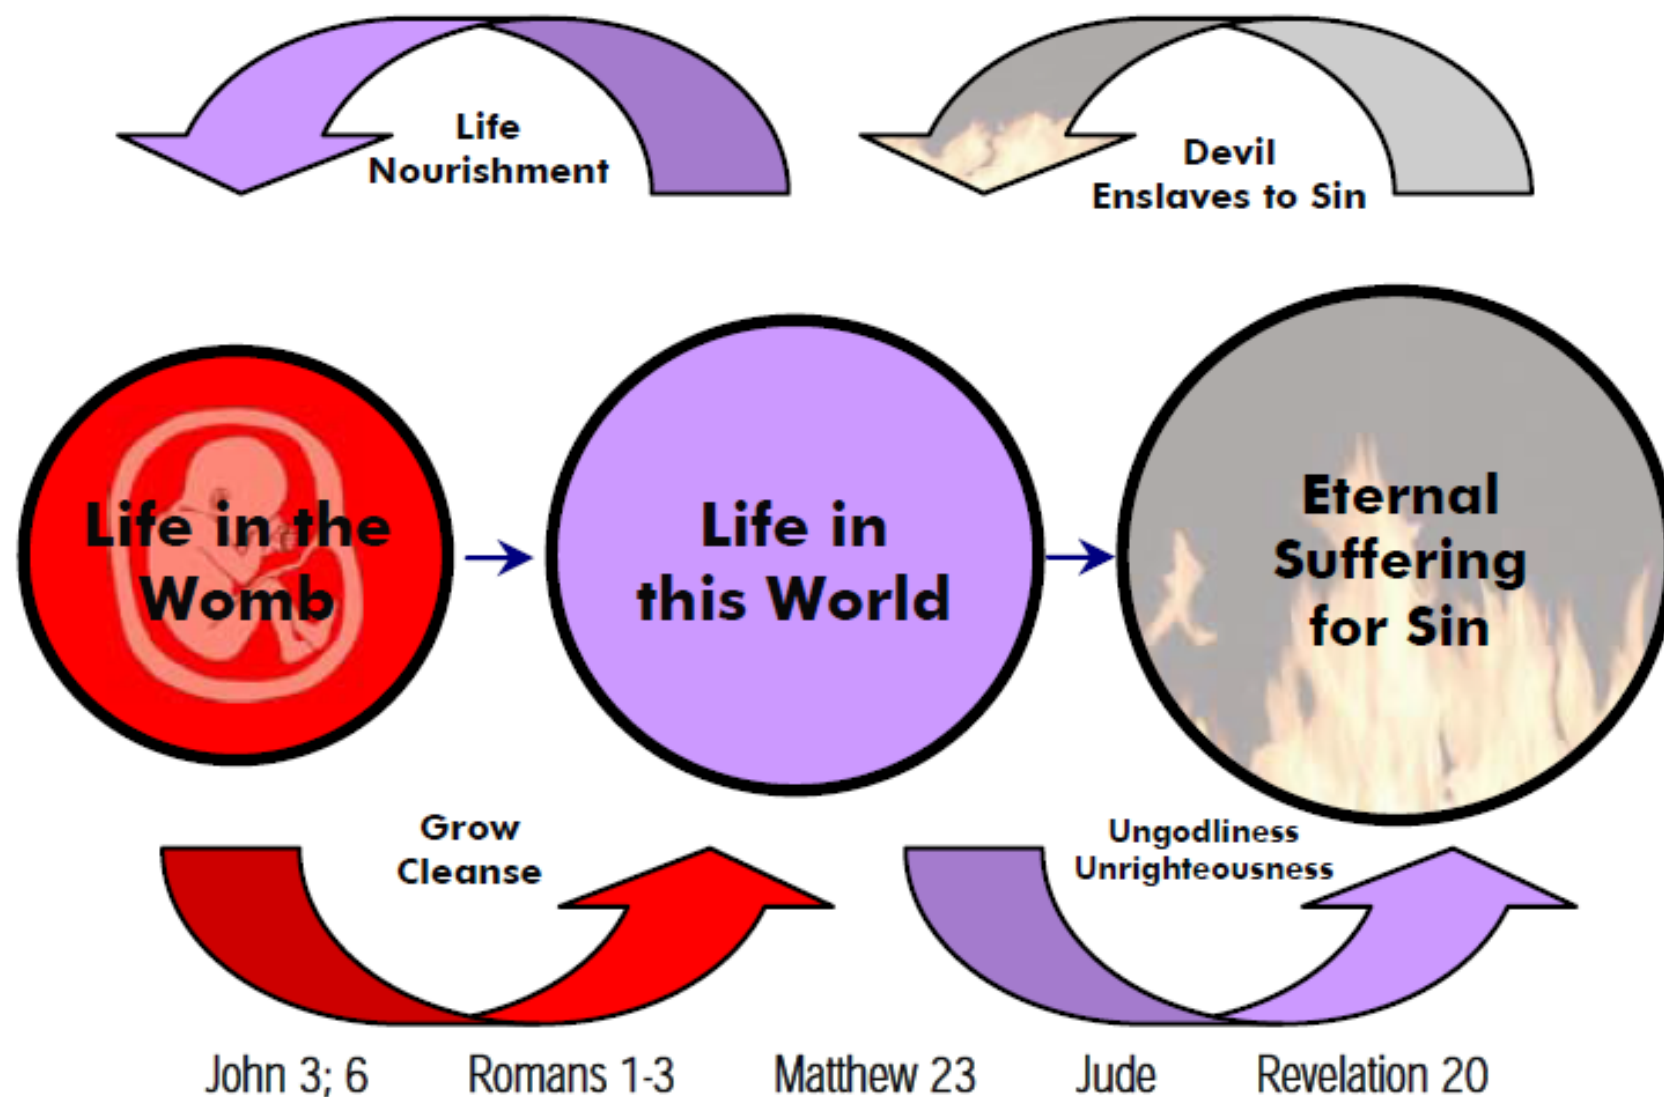 Life
Nourishment
Devil
Enslaves to Sin
Life in the
Womb
Life in
this World
Eternal
Suffering
for Sin
Grow
Cleanse
Ungodliness
Unrighteousness
John 3; 6 Romans 1-3 Matthew 23 Jude Revelation 20